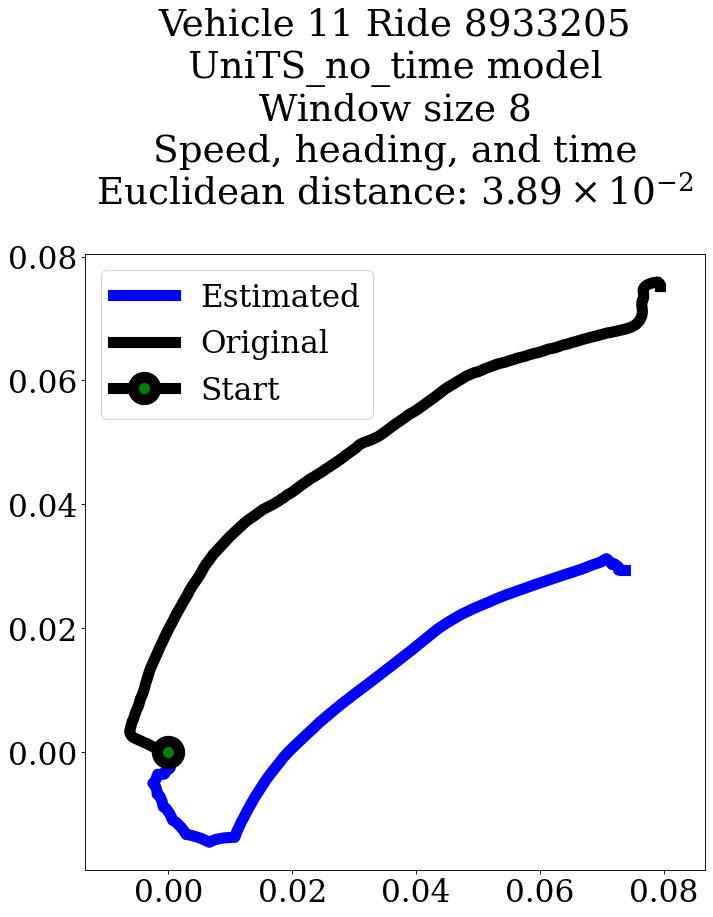 Vehicle 11 Ride 8933205
UniTS_no_time model
Window size 8
Speed, heading, and time
Euclidean distance: 3.89 × 10⁻²
0.08
0.06
0.04
0.02
0.00
Estimated
Original
Start
0.00 0.02 0.04 0.06 0.08